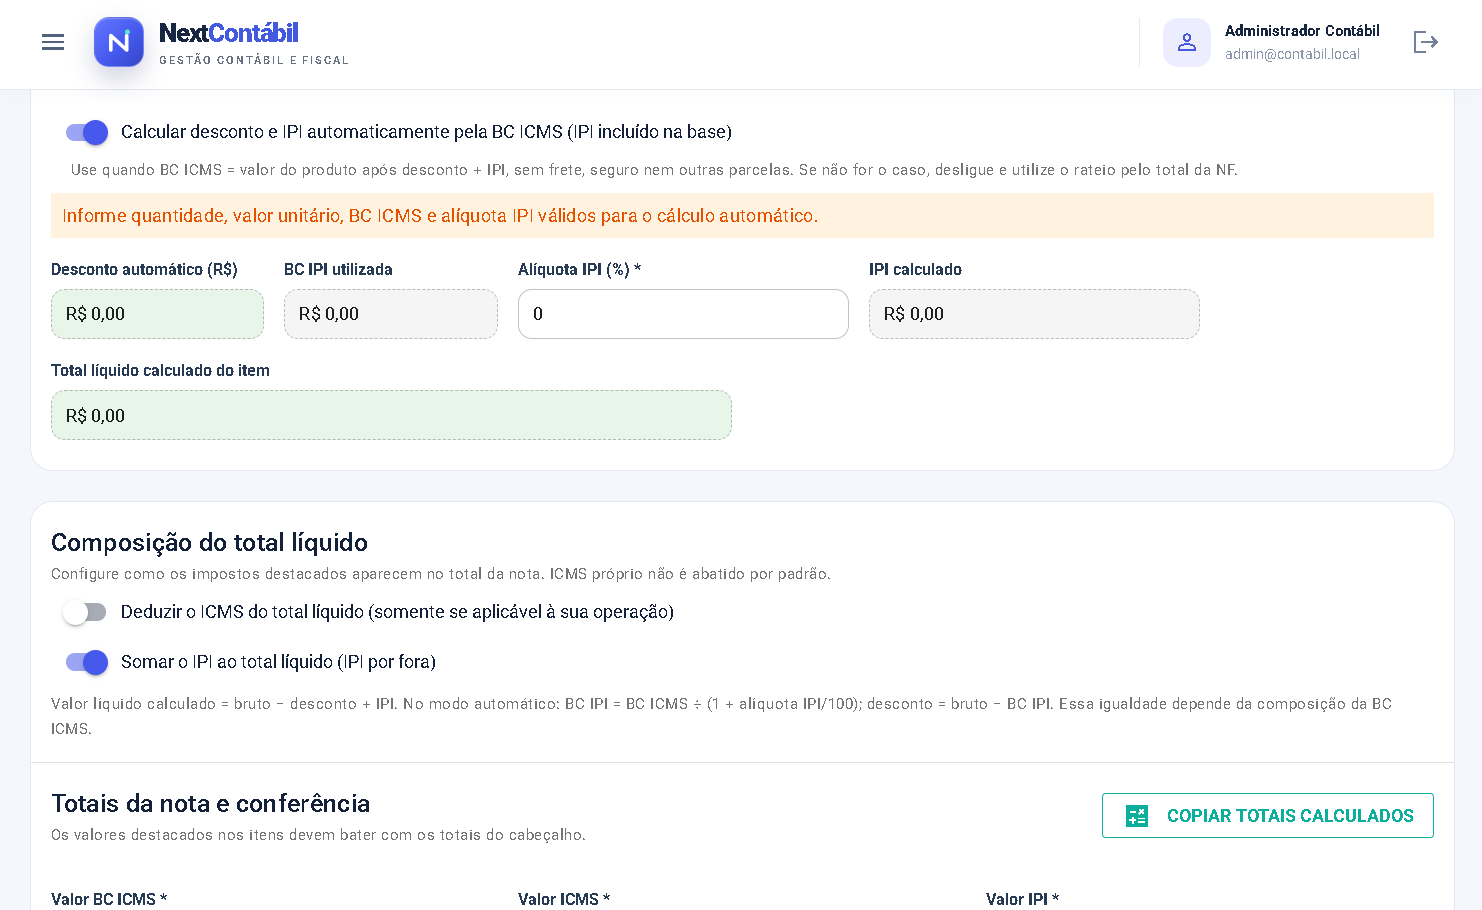 NextContábil
GESTÃO CONTÁBIL E FISCAL
Administrador Contábil
admin@contabil.local
Calcular desconto e IPI automaticamente pela BC ICMS (IPI incluído na base)
Use quando BC ICMS = valor do produto após desconto + IPI, sem frete, seguro nem outras parcelas. Se não for o caso, desligue e utilize o rateio pelo total da NF.
Informe quantidade, valor unitário, BC ICMS e alíquota IPI válidos para o cálculo automático.
Desconto automático (R$) BC IPI utilizada Alíquota IPI (%) * IPI calculado
R$ 0,00 R$ 0,00 0 R$ 0,00
Total líquido calculado do item
R$ 0,00
Composição do total líquido
Configure como os impostos destacados aparecem no total da nota. ICMS próprio não é abatido por padrão.
Deduzir o ICMS do total líquido (somente se aplicável à sua operação)
Somar o IPI ao total líquido (IPI por fora)
Valor líquido calculado = bruto − desconto + IPI. No modo automático: BC IPI = BC ICMS ÷ (1 + alíquota IPI/100); desconto = bruto − BC IPI. Essa igualdade depende da composição da BC
ICMS.
Totais da nota e conferência
Os valores destacados nos itens devem bater com os totais do cabeçalho.
COPIAR TOTAIS CALCULADOS
Valor BC ICMS * Valor ICMS * Valor IPI *